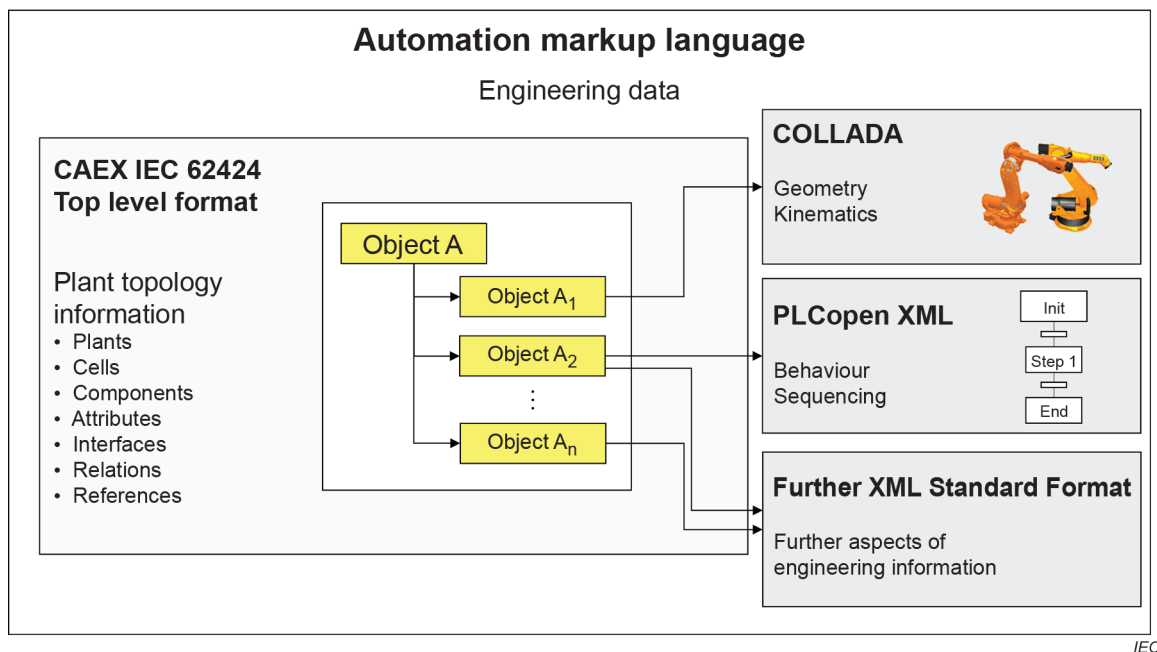 Automation markup language
Engineering data
CAEX IEC 62424
Top level format
Plant topology
information
• Plants
• Cells
• Components
• Attributes
• Interfaces
• Relations
• References
Object A
Object A₁
Object A₂
⋮
Object Aₙ
COLLADA
Geometry
Kinematics
PLCopen XML
Behaviour
Sequencing
Init
Step 1
End
Further XML Standard Format
Further aspects of
engineering information
IEC